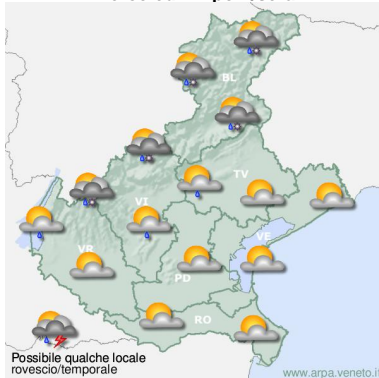 BL
TV
VI
VE
VR
PD
RO
Possibile qualche locale
rovescio/temporale
www.arpa.veneto.it